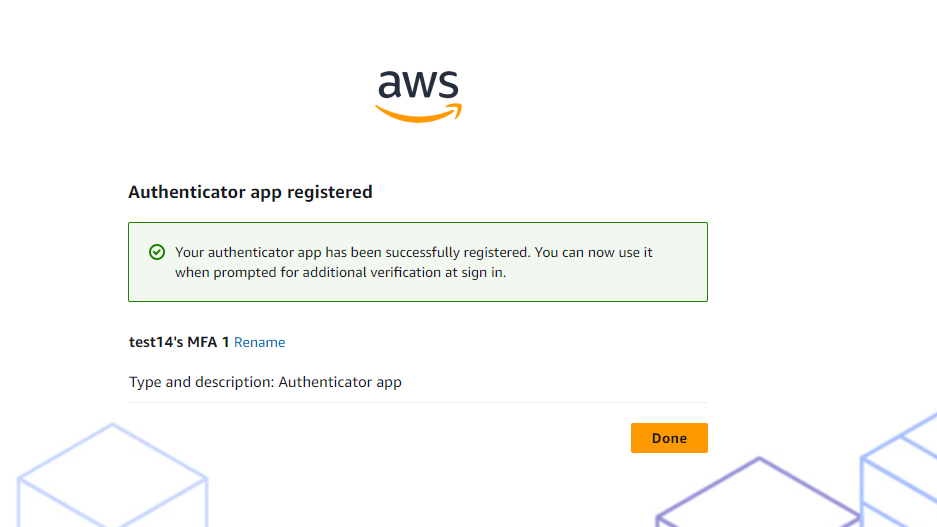 aws
Authenticator app registered
Your authenticator app has been successfully registered. You can now use it
when prompted for additional verification at sign in.
test14's MFA 1 Rename
Type and description: Authenticator app
Done